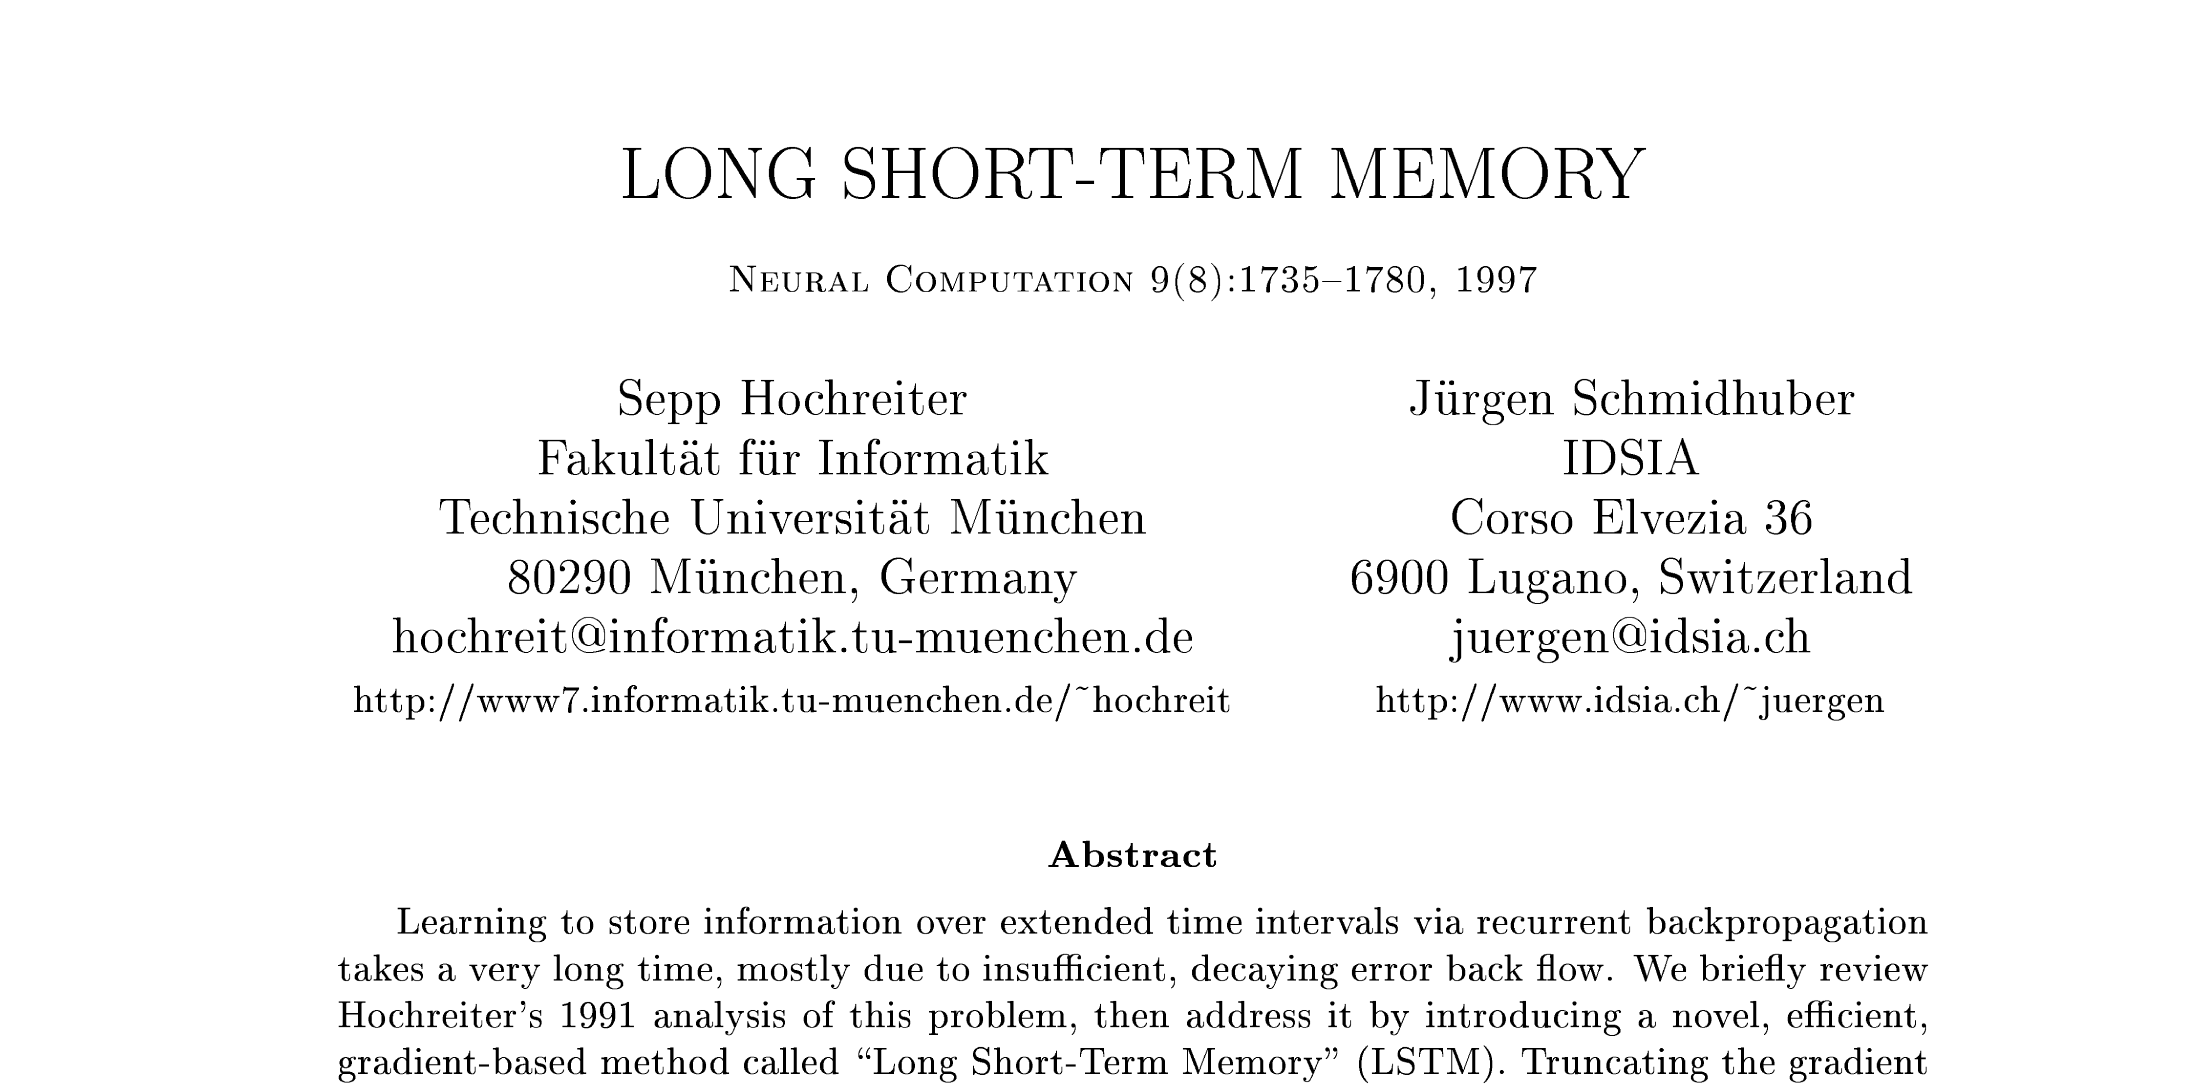 LONG SHORT-TERM MEMORY
NEURAL COMPUTATION 9(8):1735–1780, 1997
Sepp Hochreiter
Fakultät für Informatik
Technische Universität München
80290 München, Germany
hochreit@informatik.tu-muenchen.de
http://www7.informatik.tu-muenchen.de/~hochreit
Jürgen Schmidhuber
IDSIA
Corso Elvezia 36
6900 Lugano, Switzerland
juergen@idsia.ch
http://www.idsia.ch/~juergen
Abstract
Learning to store information over extended time intervals via recurrent backpropagation
takes a very long time, mostly due to insufficient, decaying error back flow. We briefly review
Hochreiter's 1991 analysis of this problem, then address it by introducing a novel, efficient,
gradient-based method called “Long Short-Term Memory” (LSTM). Truncating the gradient